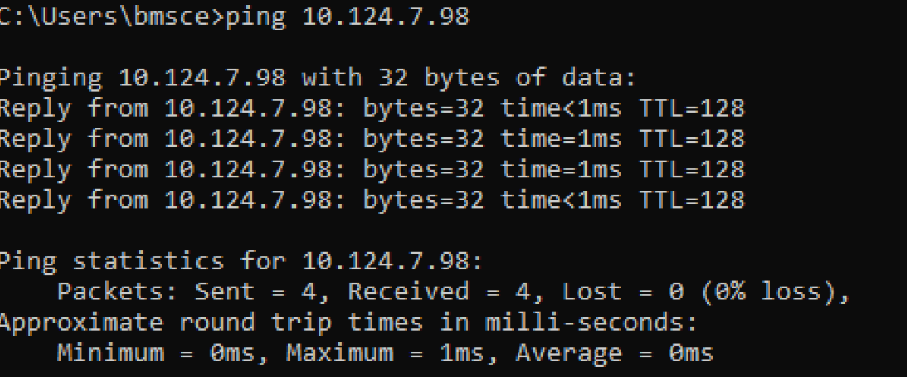 C:\Users\bmsce>ping 10.124.7.98
Pinging 10.124.7.98 with 32 bytes of data:
Reply from 10.124.7.98: bytes=32 time<1ms TTL=128
Reply from 10.124.7.98: bytes=32 time=1ms TTL=128
Reply from 10.124.7.98: bytes=32 time=1ms TTL=128
Reply from 10.124.7.98: bytes=32 time<1ms TTL=128
Ping statistics for 10.124.7.98:
Packets: Sent = 4, Received = 4, Lost = 0 (0% loss),
Approximate round trip times in milli-seconds:
Minimum = 0ms, Maximum = 1ms, Average = 0ms